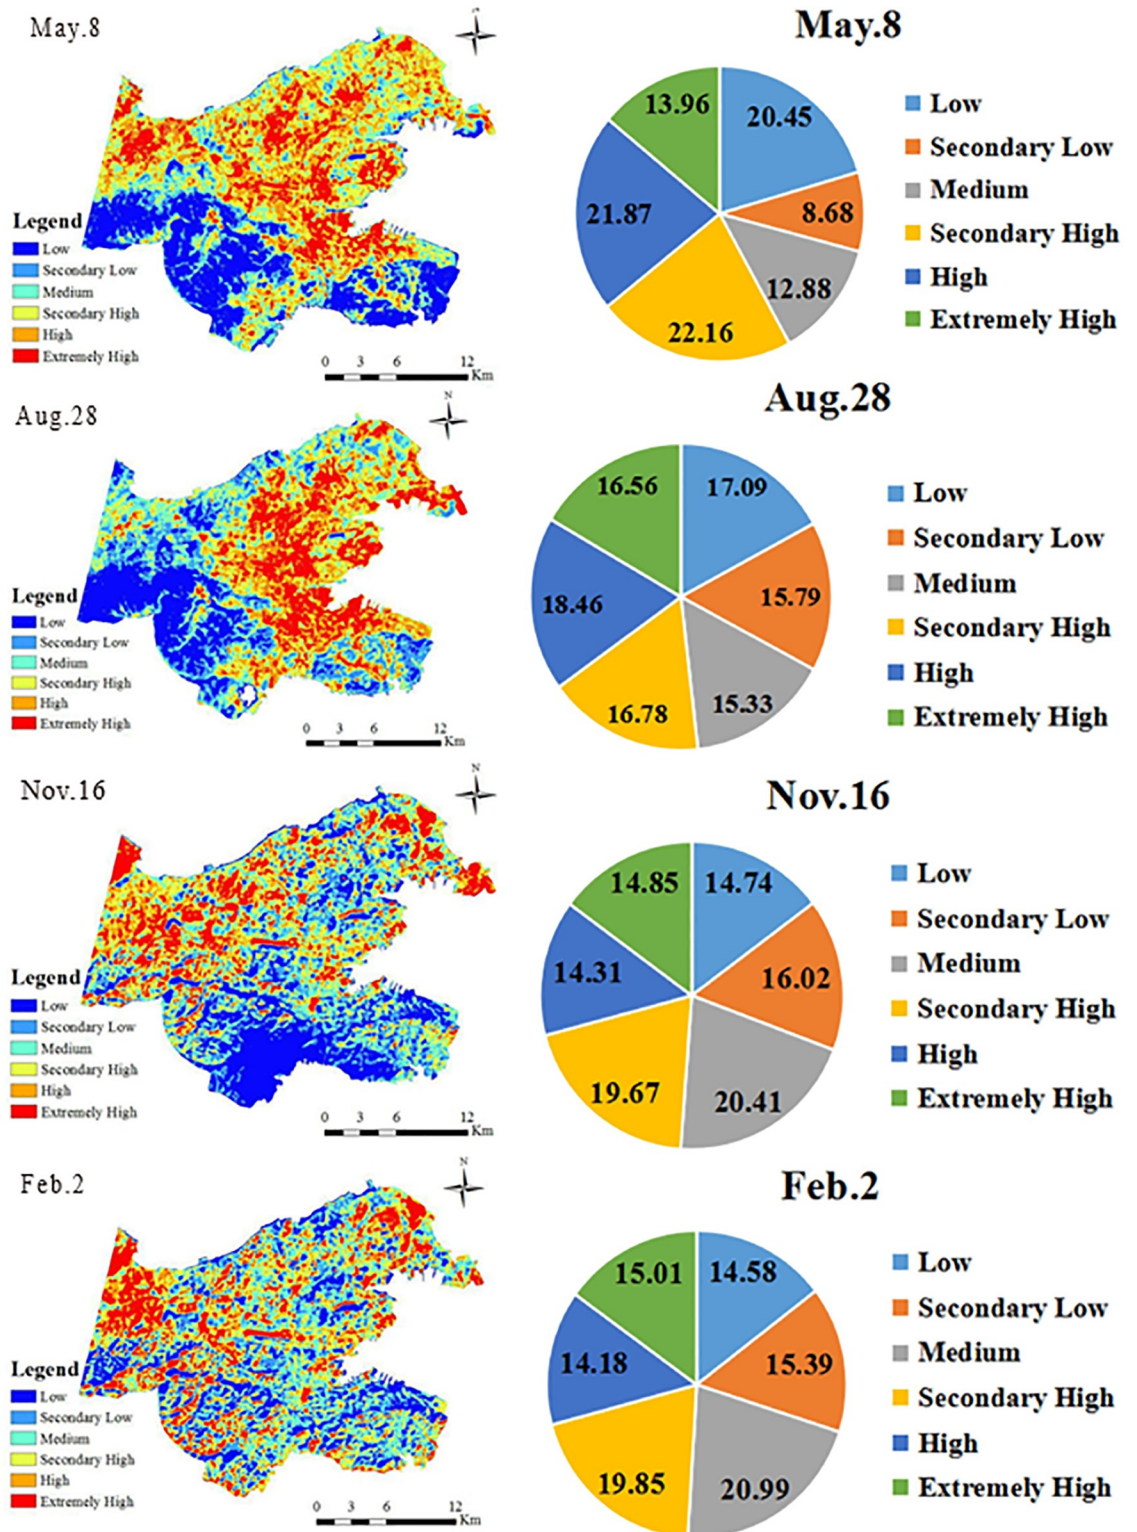 May.8
Legend
Low
Secondary Low
Medium
Secondary High
High
Extremely High
0 3 6 12
Km
May.8
13.96
20.45
21.87
8.68
12.88
22.16
Low
Secondary Low
Medium
Secondary High
High
Extremely High
Aug.28
N
Legend
Low
Secondary Low
Medium
Secondary High
High
Extremely High
0 3 6 12
Km
Aug.28
16.56
17.09
18.46
15.79
16.78
15.33
Low
Secondary Low
Medium
Secondary High
High
Extremely High
Nov.16
N
Legend
Low
Secondary Low
Medium
Secondary High
High
Extremely High
0 3 6 12
Km
Nov.16
14.85
14.74
14.31
16.02
19.67
20.41
Low
Secondary Low
Medium
Secondary High
High
Extremely High
Feb.2
N
Legend
Low
Secondary Low
Medium
Secondary High
High
Extremely High
0 3 6 12
Km
Feb.2
15.01
14.58
14.18
15.39
19.85
20.99
Low
Secondary Low
Medium
Secondary High
High
Extremely High